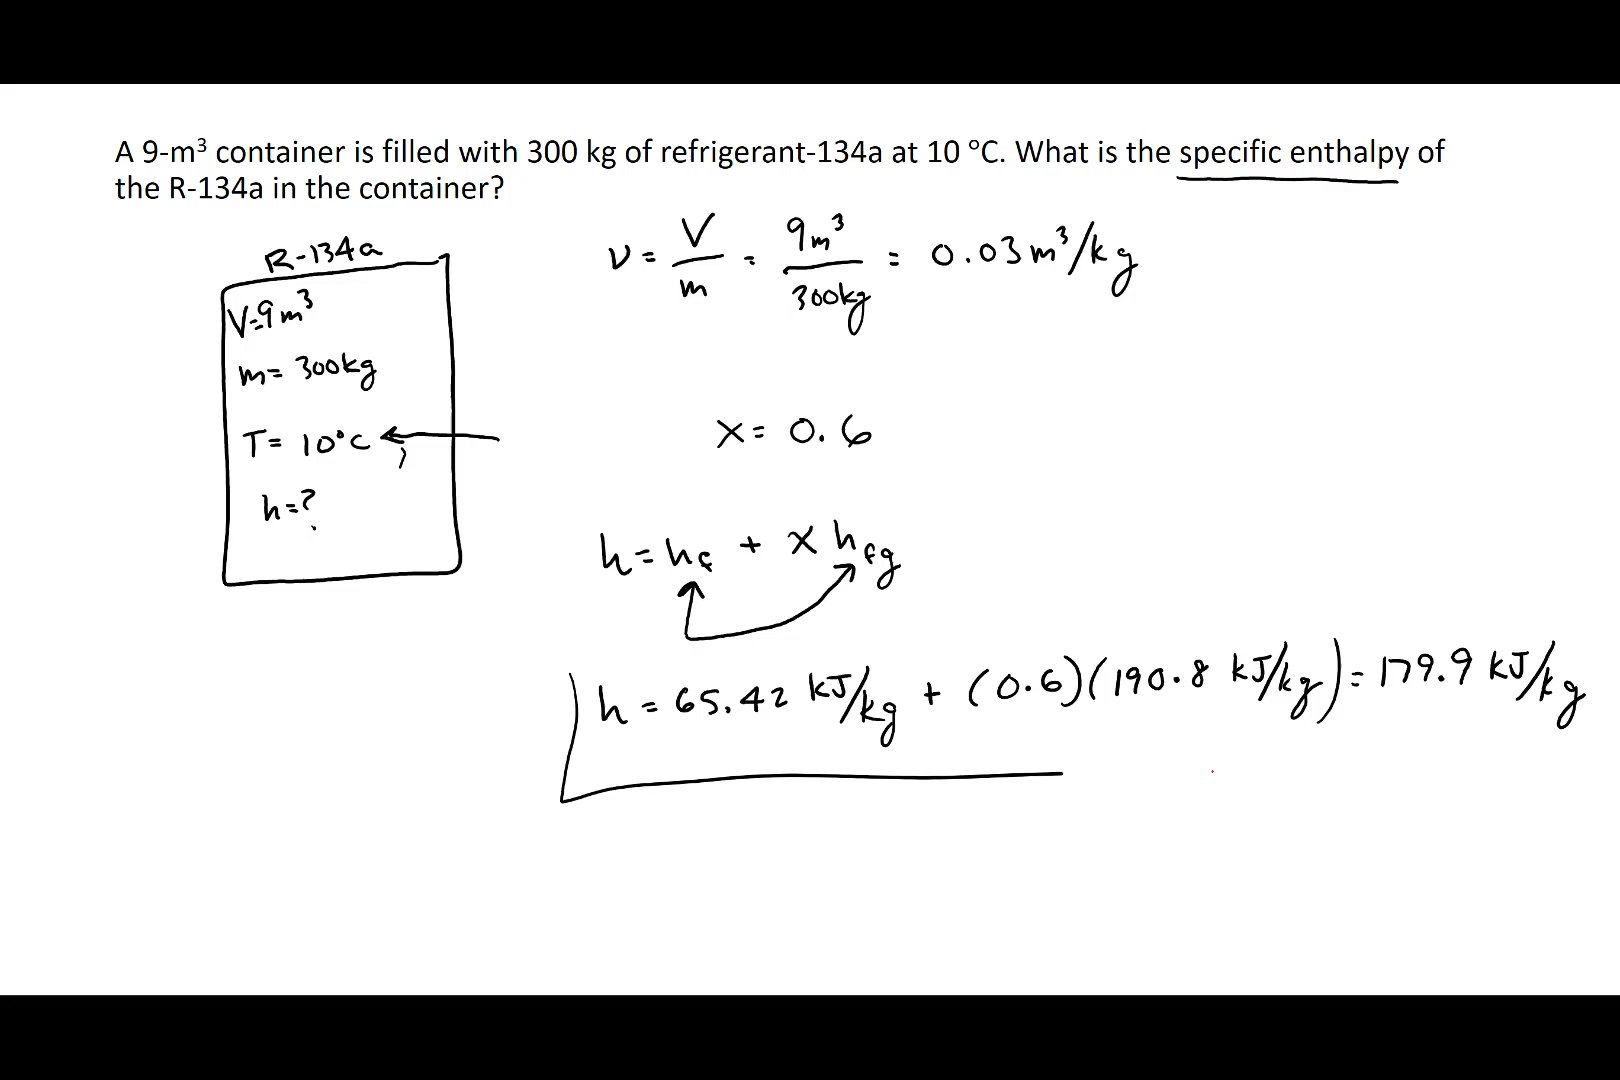 A 9-m³ container is filled with 300 kg of refrigerant-134a at 10 °C. What is the specific enthalpy of
the R-134a in the container?
R-134a
V=9m³
m= 300kg
T= 10°C
h=?
ν = V/m = 9m³/300kg = 0.03 m³/kg
x= 0.6
h= hf + x hfg
h = 65.42 kJ/kg + (0.6)(190.8 kJ/kg) = 179.9 kJ/kg